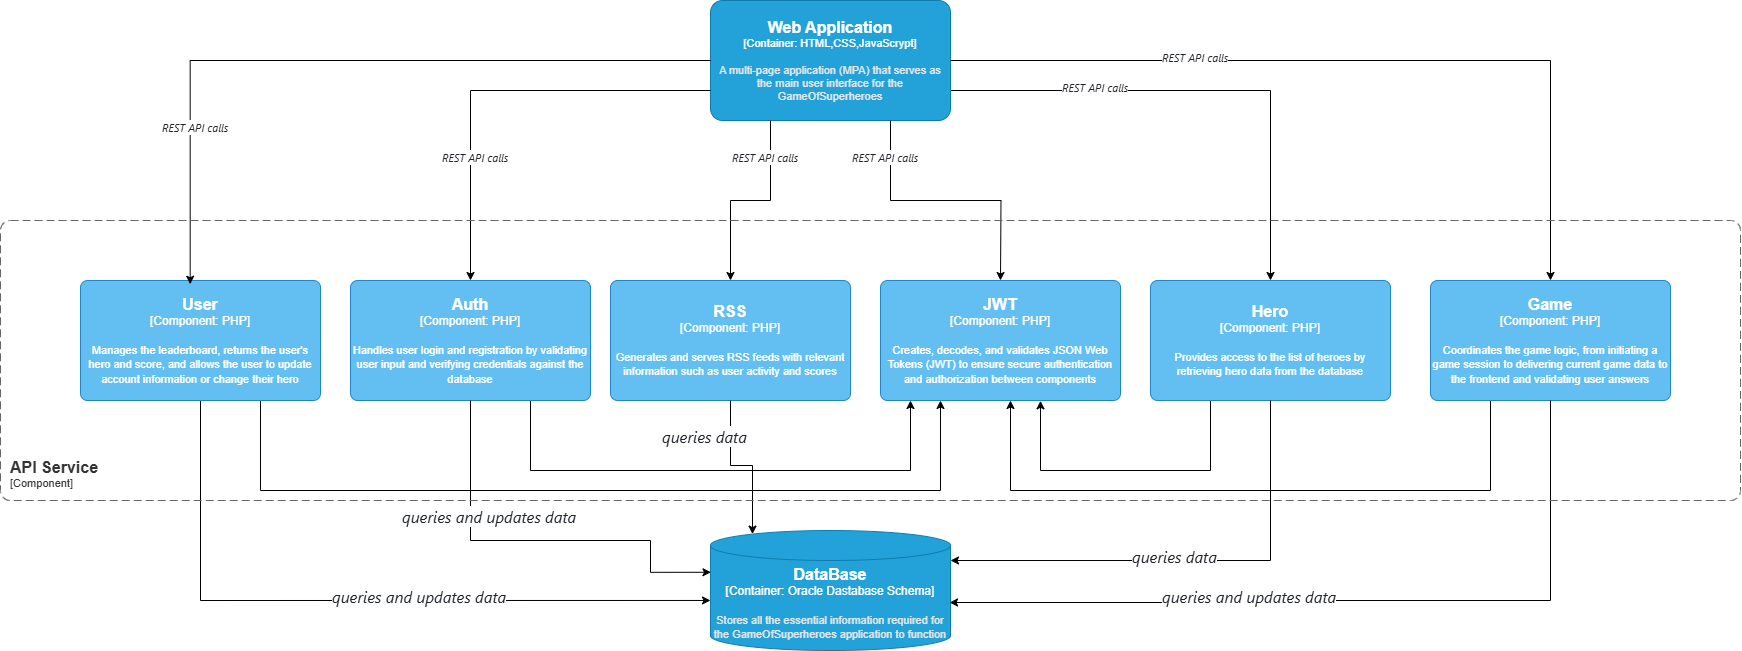 Web Application
[Container: HTML,CSS,JavaScrypt]
A multi-page application (MPA) that serves as
the main user interface for the
GameOfSuperheroes
REST API calls
REST API calls
REST API calls
REST API calls
REST API calls
REST API calls
User
[Component: PHP]
Manages the leaderboard, returns the user's
hero and score, and allows the user to update
account information or change their hero
Auth
[Component: PHP]
Handles user login and registration by validating
user input and verifying credentials against the
database
RSS
[Component: PHP]
Generates and serves RSS feeds with relevant
information such as user activity and scores
JWT
[Component: PHP]
Creates, decodes, and validates JSON Web
Tokens (JWT) to ensure secure authentication
and authorization between components
Hero
[Component: PHP]
Provides access to the list of heroes by
retrieving hero data from the database
Game
[Component: PHP]
Coordinates the game logic, from initiating a
game session to delivering current game data to
the frontend and validating user answers
queries data
API Service
[Component]
queries and updates data
queries data
queries and updates data
queries and updates data
DataBase
[Container: Oracle Dastabase Schema]
Stores all the essential information required for
the GameOfSuperheroes application to function